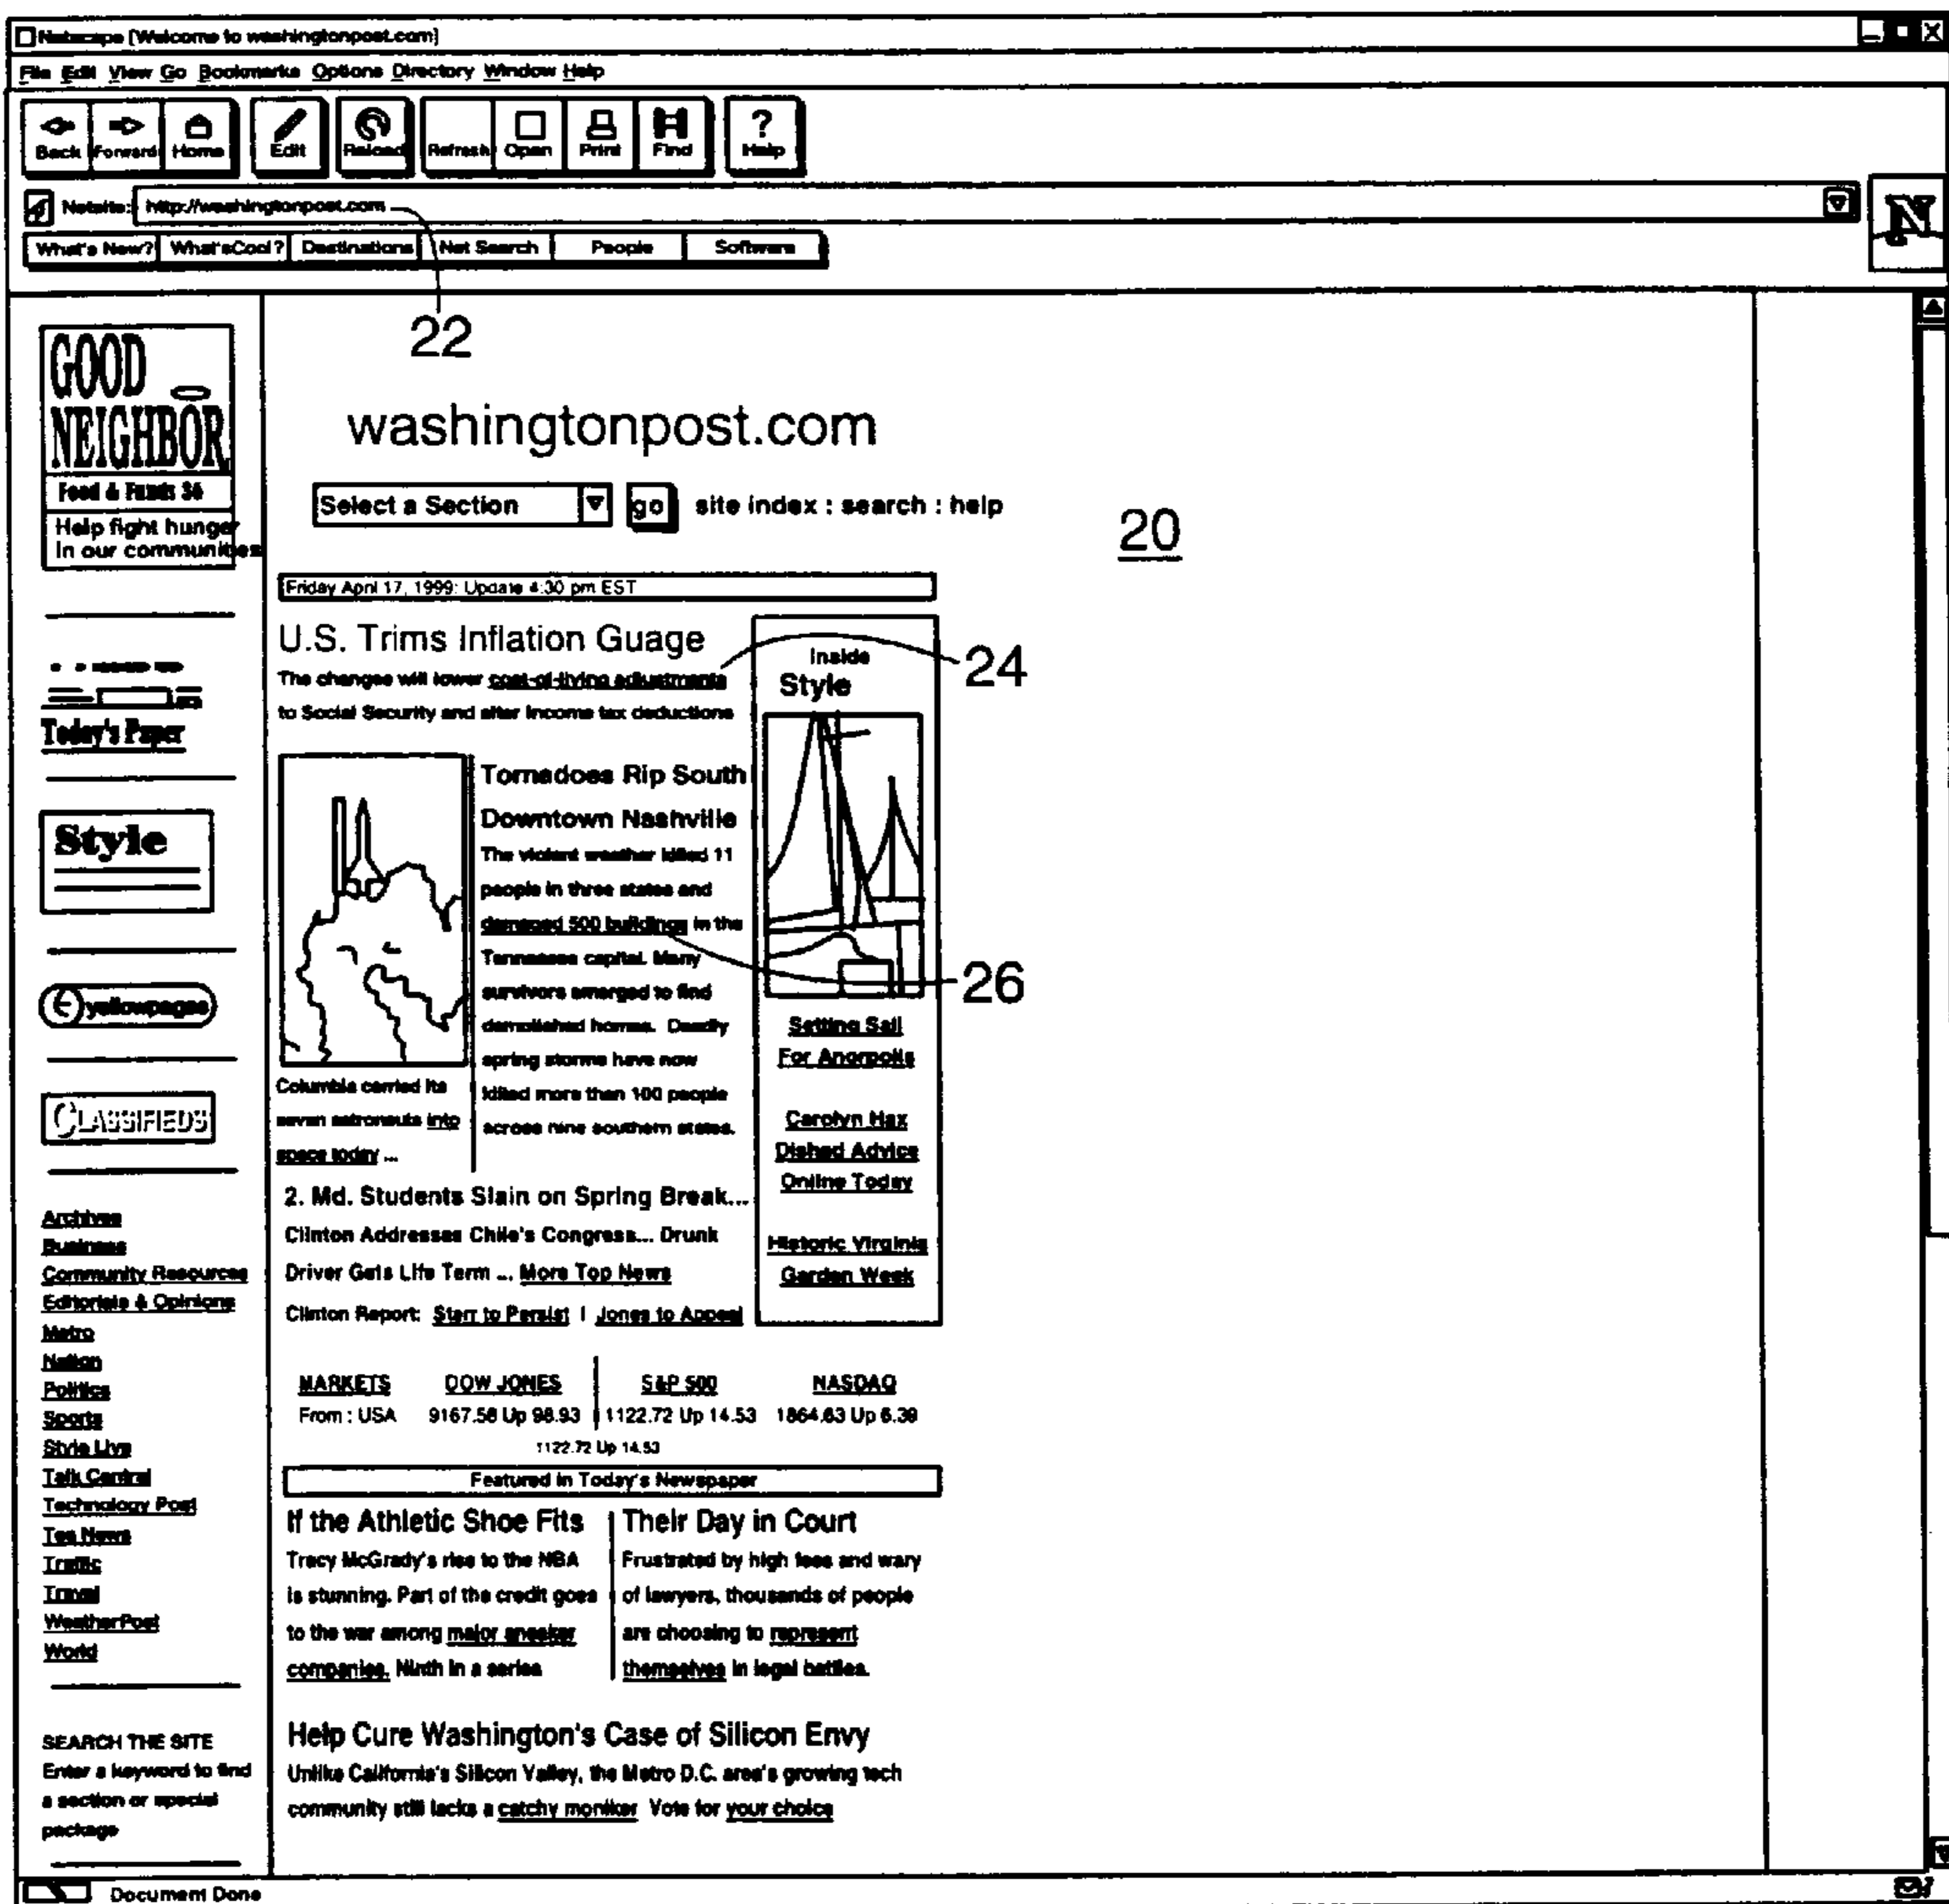 Netscape [Welcome to washingtonpost.com]
File Edit View Go Bookmarks Options Directory Window Help
Back Forward Home Edit Reload Refresh Open Print Find Help
Netsite: http://washingtonpost.com
What's New? What'sCool? Destinations Net Search People Software
N
22
GOOD
NEIGHBOR
Food & Funds
Help fight hunger
In our communities
Today's Paper
Style
yellowpages
CLASSIFIEDS
Archives
Business
Community Resources
Editorials & Opinions
Metro
Nation
Politics
Sports
Style Live
Talk Central
Technology Post
News
Traffic
Travel
WeatherPost
World
SEARCH THE SITE
Enter a keyword to find
a section or special
package
washingtonpost.com
Select a Section go site index : search : help
20
Friday April 17, 1999: Update 4:30 pm EST
U.S. Trims Inflation Guage
The changes will lower cost-of-living adjustments
to Social Security and alter income tax deductions
24
Columbia carried its
seven astronauts into
space today ...
Tornadoes Rip South
Downtown Nashville
The violent weather killed 11
people in three states and
damaged 500 buildings in the
Tennessee capital. Many
survivors emerged to find
demolished homes. Deadly
spring storms have now
killed more than 100 people
across nine southern states.
26
Inside
Style
Setting Sail
For
Carolyn Hax
Dished Advice
Online Today
Historic Virginia
Garden Week
2. Md. Students Slain on Spring Break...
Clinton Addresses Chile's Congress... Drunk
Driver Gets Life Term ... More Top News
Clinton Report: Starr to Persist | Jones to Appeal
MARKETS DOW JONES S&P 500 NASDAQ
From : USA 9167.58 Up 98.93 1122.72 Up 14.53 1864.63 Up 6.39
1122.72 Up 14.53
Featured in Today's Newspaper
If the Athletic Shoe Fits
Tracy McGrady's rise to the NBA
is stunning. Part of the credit goes
to the war among major sneaker
companies. Ninth in a series
Their Day in Court
Frustrated by high fees and wary
of lawyers, thousands of people
are choosing to represent
themselves in legal battles.
Help Cure Washington's Case of Silicon Envy
Unlike California's Silicon Valley, the Metro D.C. area's growing tech
community still lacks a catchy moniker Vote for your choice
Document Done